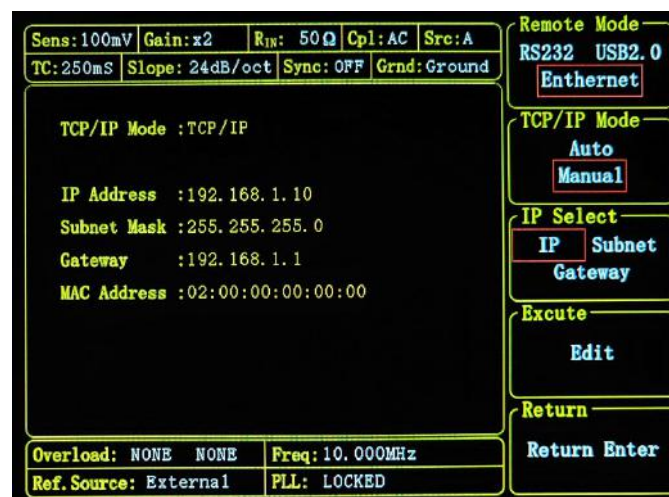 Sens:100mV Gain:x2 RIN: 50Ω Cpl:AC Src:A
TC:250mS Slope: 24dB/oct Sync:OFF Grnd:Ground
TCP/IP Mode :TCP/IP
IP Address :192.168.1.10
Subnet Mask :255.255.255.0
Gateway :192.168.1.1
MAC Address :02:00:00:00:00:00
Overload: NONE NONE Freq:10.000MHz
Ref.Source: External PLL: LOCKED
Remote Mode
RS232 USB2.0
Enthernet
TCP/IP Mode
Auto
Manual
IP Select
IP Subnet
Gateway
Excute
Edit
Return
Return Enter